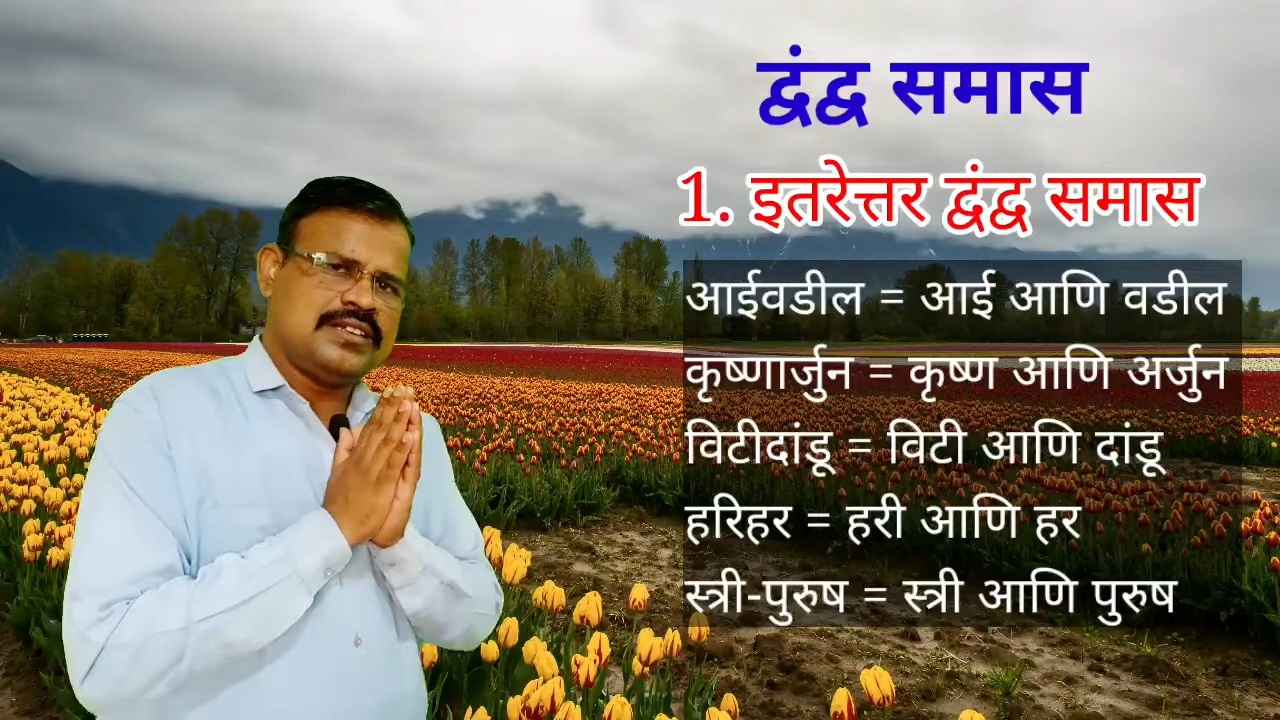 द्वंद्व समास
1. इतरेत्तर द्वंद्व समास
आईवडील = आई आणि वडील
कृष्णार्जुन = कृष्ण आणि अर्जुन
विटीदांडू = विटी आणि दांडू
हरिहर = हरी आणि हर
स्त्री-पुरुष = स्त्री आणि पुरुष